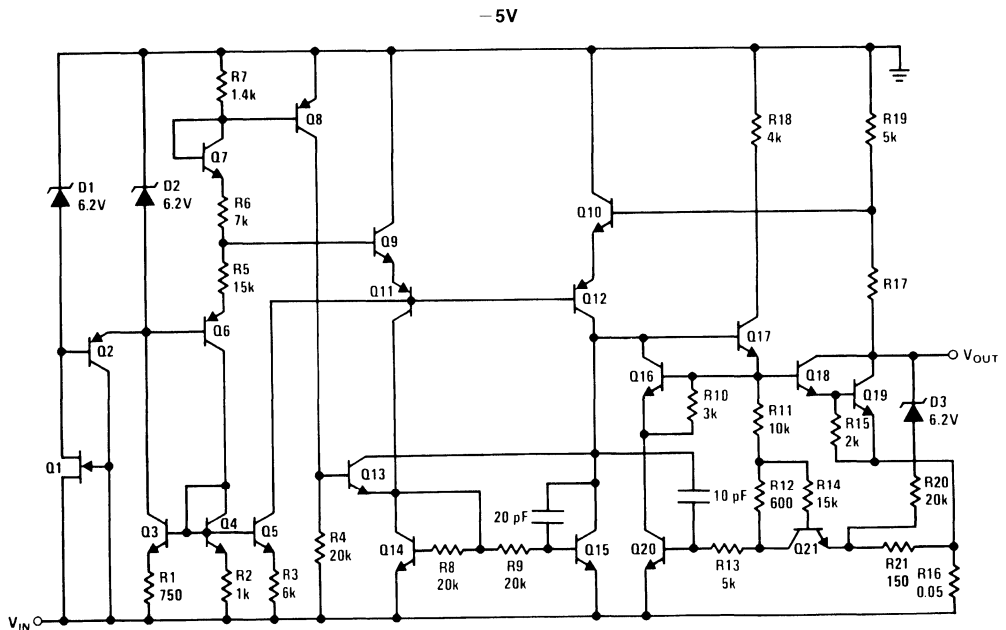 −5V
R7
1.4k
Q8
R18
4k
R19
5k
Q7
D1
6.2V
D2
6.2V
R6
7k
Q10
Q9
R5
15k
Q11
Q12
R17
Q2
Q6
Q17
VOUT
Q16
Q18
Q19
R10
3k
R11
10k
R15
2k
D3
6.2V
Q1
Q13
10 pF
R12
600
R14
15k
R20
20k
Q3
Q4
Q5
20 pF
R4
20k
Q14
R8
20k
R9
20k
Q15
Q20
R13
5k
Q21
R21
150
R16
0.05
R1
750
R2
1k
R3
6k
VIN